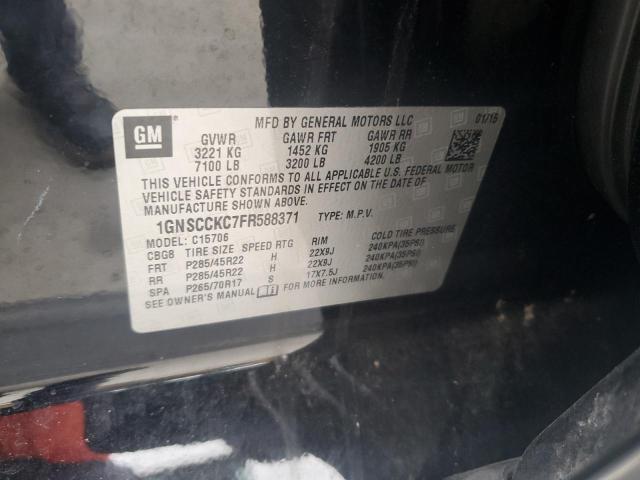 GM
MFD BY GENERAL MOTORS LLC 01/15
GVWR GAWR FRT GAWR RR
3221 KG 1452 KG 1905 KG
7100 LB 3200 LB 4200 LB
THIS VEHICLE CONFORMS TO ALL APPLICABLE U.S. FEDERAL MOTOR
VEHICLE SAFETY STANDARDS IN EFFECT ON THE DATE OF
MANUFACTURE SHOWN ABOVE.
1GNSCCKC7FR588371 TYPE: M.P.V.
MODEL: C15706
CBG8 TIRE SIZE SPEED RTG RIM COLD TIRE PRESSURE
FRT P285/45R22 H 22X9J 240KPA(35PSI)
RR P285/45R22 H 22X9J 240KPA(35PSI)
SPA P265/70R17 S 17X7.5J 240KPA(35PSI)
SEE OWNER'S MANUAL FOR MORE INFORMATION.